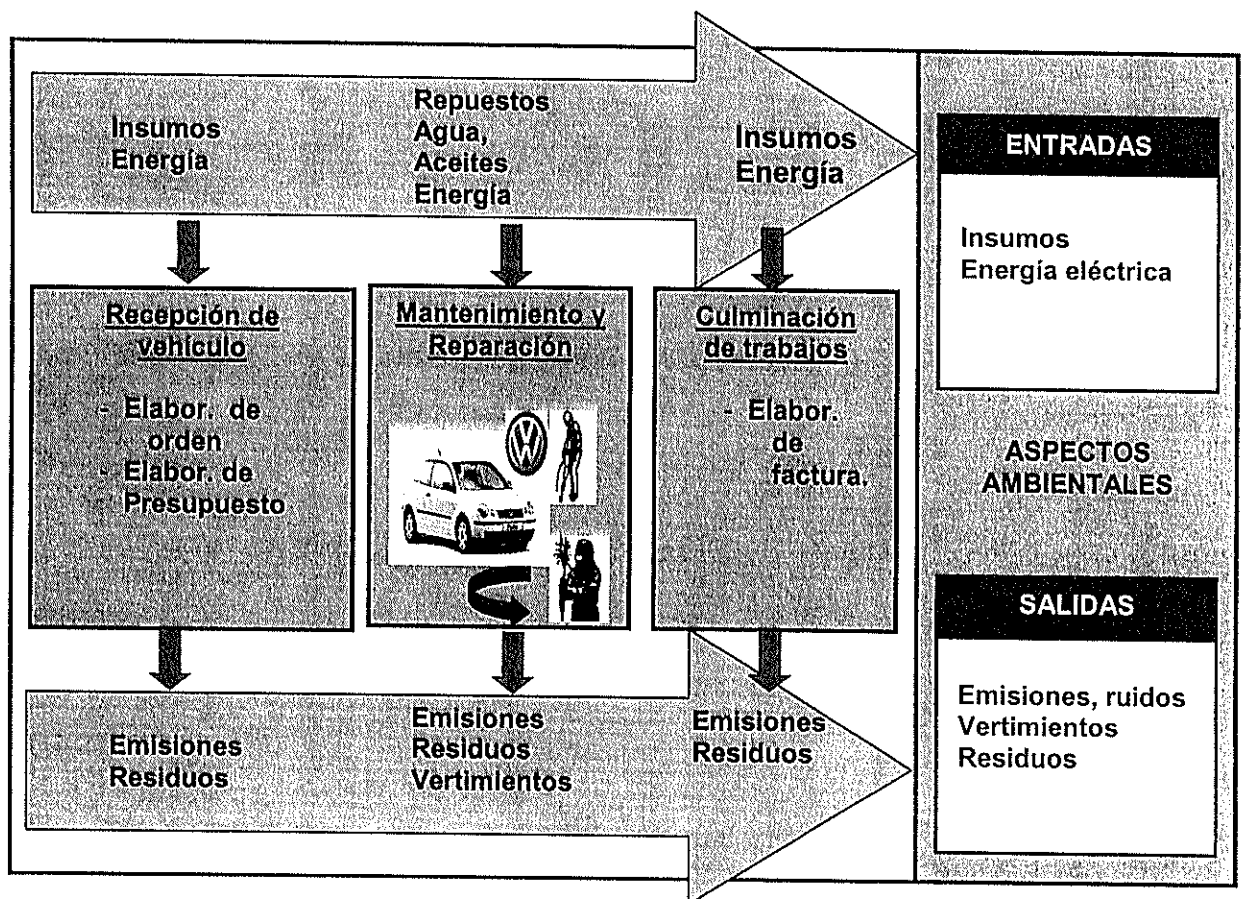 Insumos
Energía
Repuestos
Agua,
Aceites
Energía
Insumos
Energía
Recepción de
vehículo
- Elabor. de
orden
- Elabor. de
Presupuesto
Mantenimiento y
Reparación
Culminación
de trabajos
- Elabor.
de
factura.
Emisiones
Residuos
Emisiones
Residuos
Vertimientos
Emisiones
Residuos
ENTRADAS
Insumos
Energía eléctrica
ASPECTOS
AMBIENTALES
SALIDAS
Emisiones, ruidos
Vertimientos
Residuos